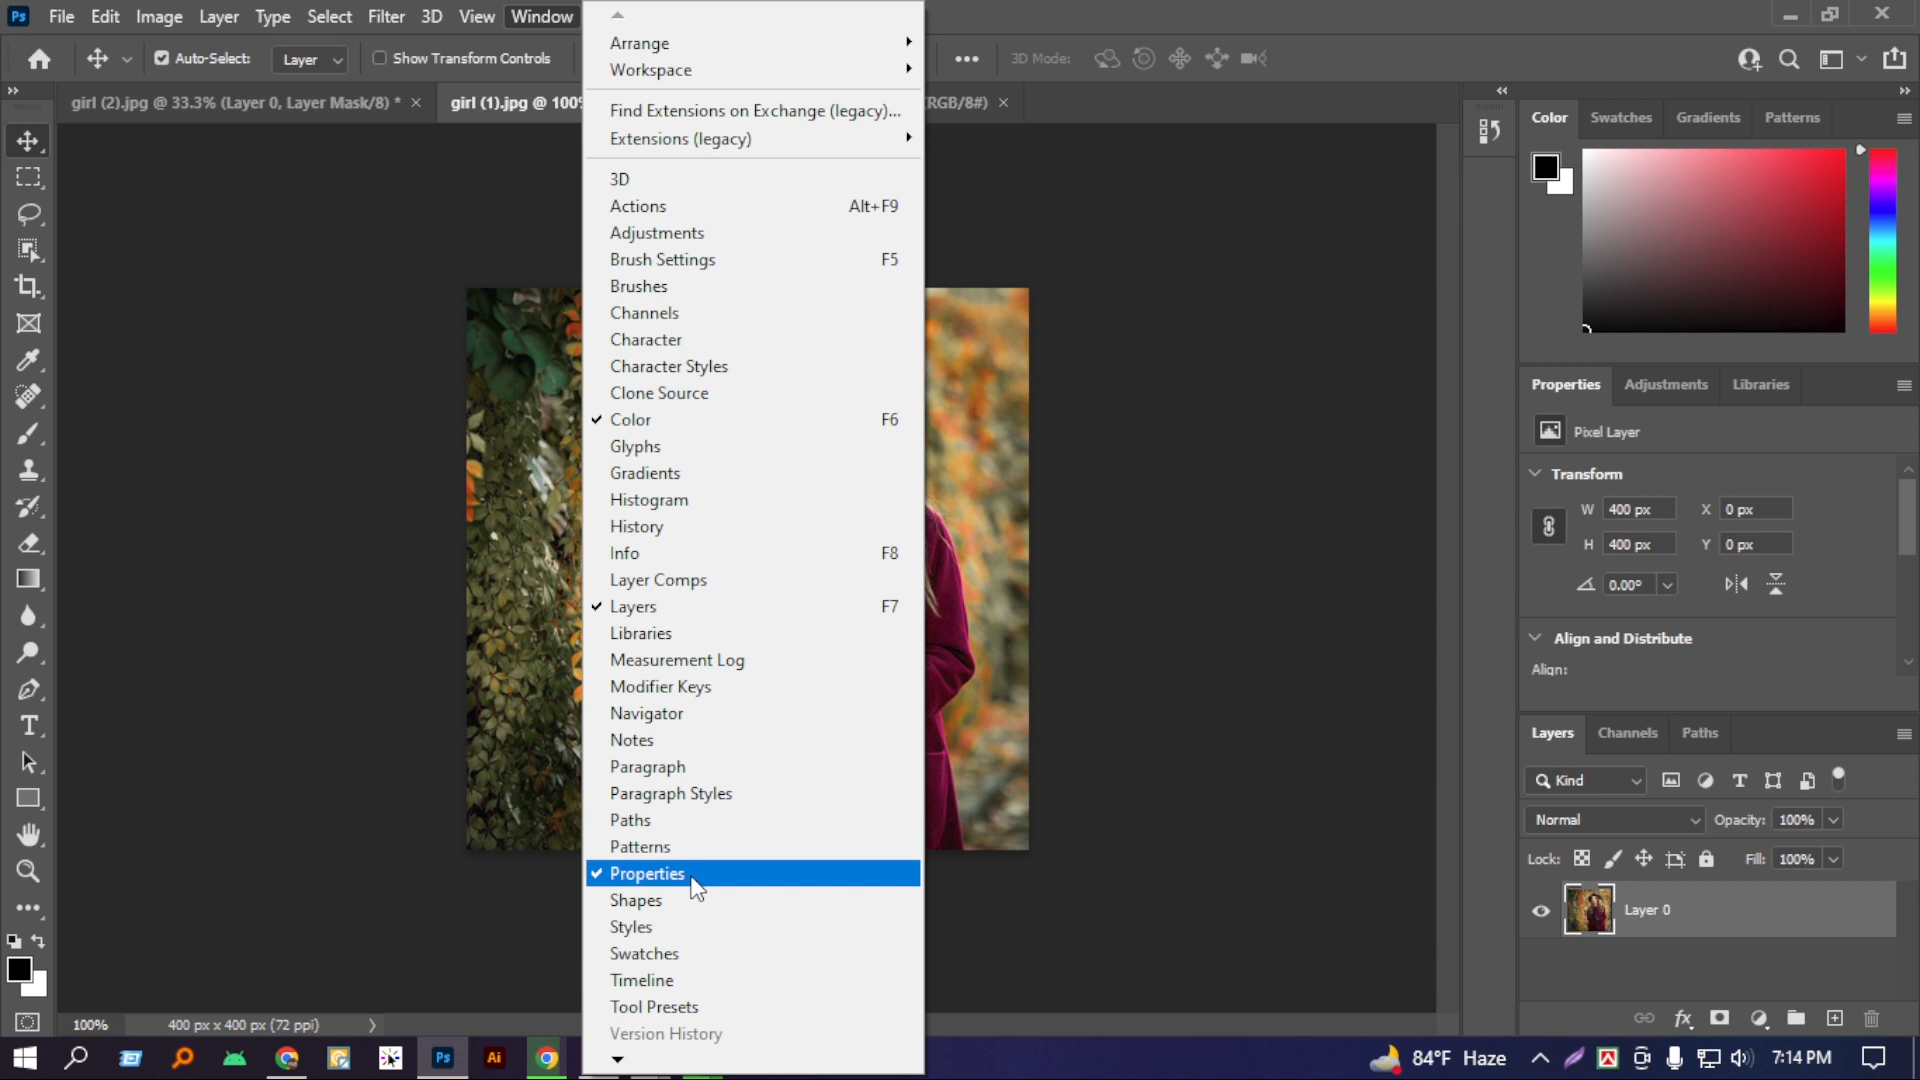 Ps File Edit Image Layer Type Select Filter 3D View Window
Auto-Select: Layer Show Transform Controls 3D Mode:
girl (2).jpg @ 33.3% (Layer 0, Layer Mask/8) * × girl (1).jpg @ 100% RGB/8#) ×
Arrange
Workspace
Find Extensions on Exchange (legacy)...
Extensions (legacy)
3D
Actions Alt+F9
Adjustments
Brush Settings F5
Brushes
Channels
Character
Character Styles
Clone Source
Color F6
Glyphs
Gradients
Histogram
History
Info F8
Layer Comps
Layers F7
Libraries
Measurement Log
Modifier Keys
Navigator
Notes
Paragraph
Paragraph Styles
Paths
Patterns
Properties
Shapes
Styles
Swatches
Timeline
Tool Presets
Version History
Color Swatches Gradients Patterns
Properties Adjustments Libraries
Pixel Layer
Transform
W 400 px X 0 px
H 400 px Y 0 px
0.00°
Align and Distribute
Align:
Layers Channels Paths
Kind
Normal Opacity: 100%
Lock: Fill: 100%
Layer 0
100% 400 px x 400 px (72 ppi)
Ps Ai 84°F Haze 7:14 PM